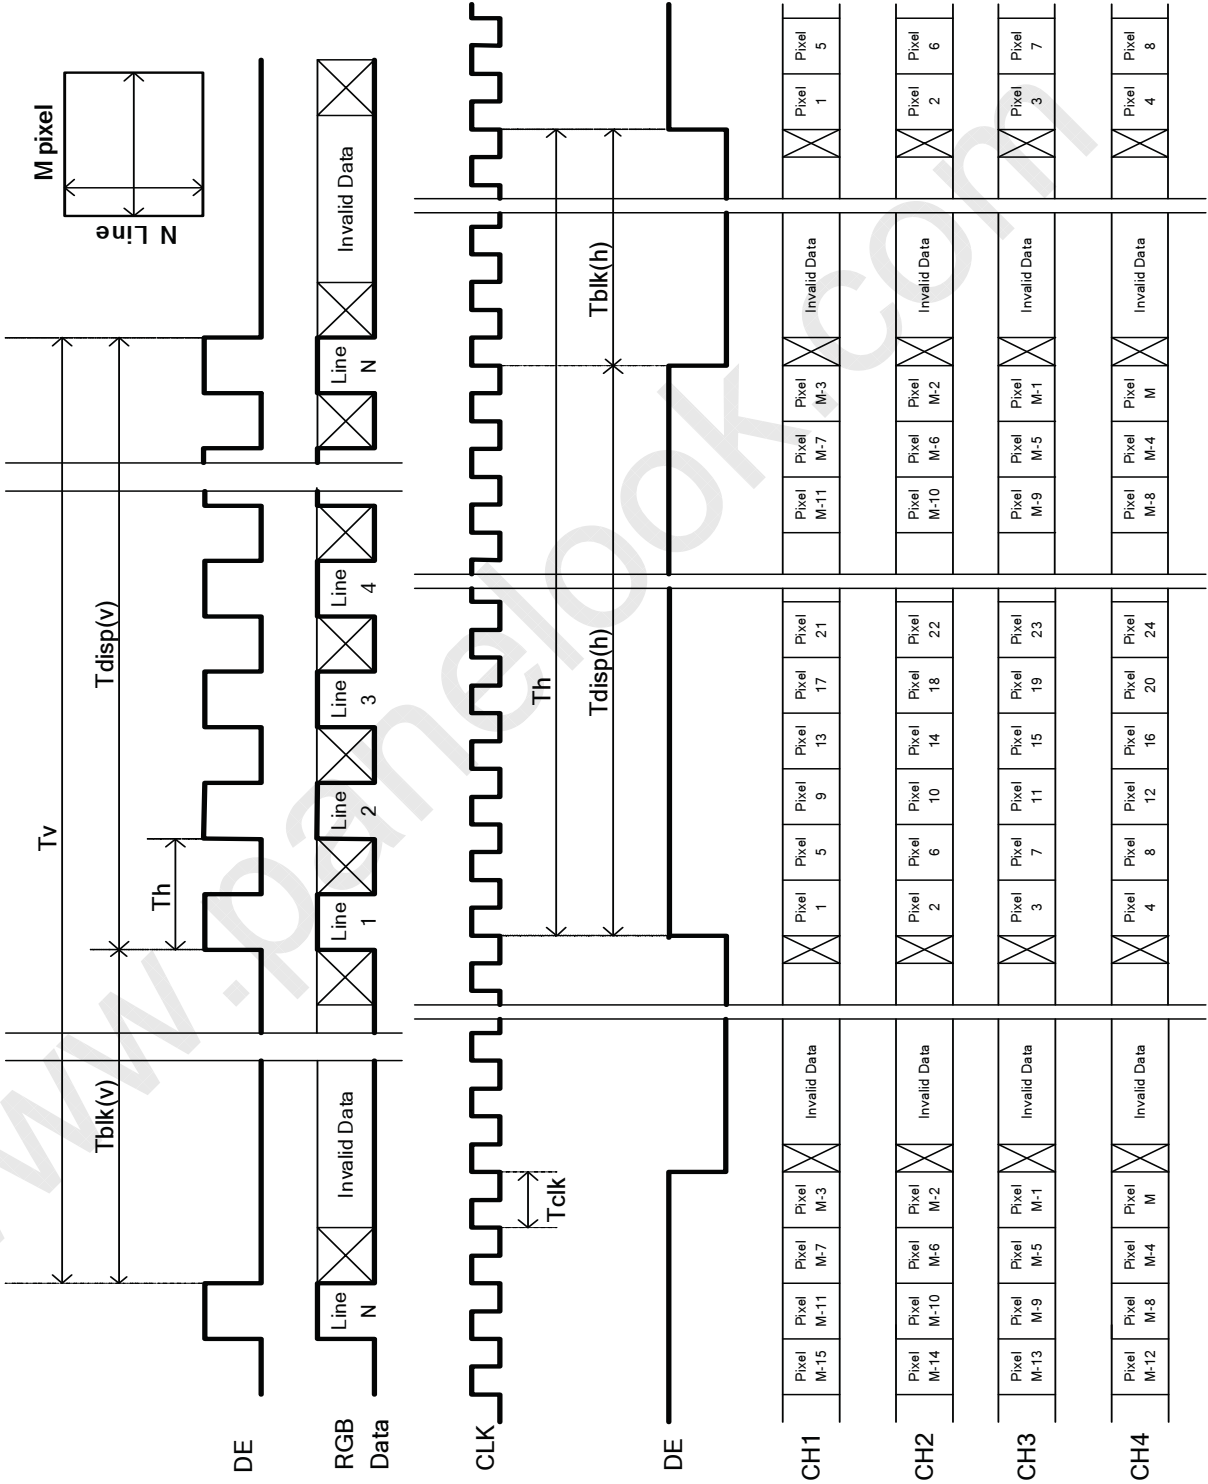 M pixel
N Line
Tv
Tblk(v)
Tdisp(v)
Th
DE
RGB
Data
Line
N
Invalid Data
Line
1
Line
2
Line
3
Line
4
Line
N
Invalid Data
CLK
Tclk
Th
Tdisp(h)
Tblk(h)
DE
CH1
Pixel
M-15
Pixel
M-11
Pixel
M-7
Pixel
M-3
Invalid Data
Pixel
1
Pixel
5
Pixel
9
Pixel
13
Pixel
17
Pixel
21
Pixel
M-11
Pixel
M-7
Pixel
M-3
Invalid Data
Pixel
1
Pixel
5
CH2
Pixel
M-14
Pixel
M-10
Pixel
M-6
Pixel
M-2
Invalid Data
Pixel
2
Pixel
6
Pixel
10
Pixel
14
Pixel
18
Pixel
22
Pixel
M-10
Pixel
M-6
Pixel
M-2
Invalid Data
Pixel
2
Pixel
6
CH3
Pixel
M-13
Pixel
M-9
Pixel
M-5
Pixel
M-1
Invalid Data
Pixel
3
Pixel
7
Pixel
11
Pixel
15
Pixel
19
Pixel
23
Pixel
M-9
Pixel
M-5
Pixel
M-1
Invalid Data
Pixel
3
Pixel
7
CH4
Pixel
M-12
Pixel
M-8
Pixel
M-4
Pixel
M
Invalid Data
Pixel
4
Pixel
8
Pixel
12
Pixel
16
Pixel
20
Pixel
24
Pixel
M-8
Pixel
M-4
Pixel
M
Invalid Data
Pixel
4
Pixel
8
www.panelook.com